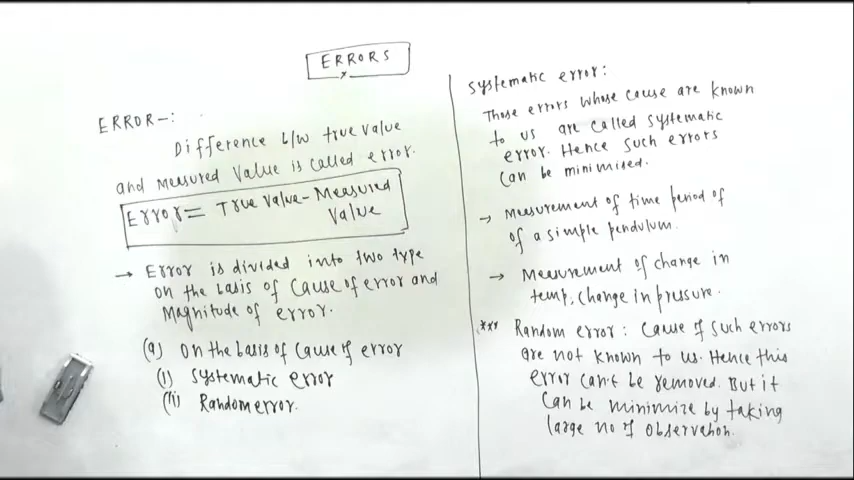 ERRORS
ERROR-:
Difference b/w true value
and measured value is called error.
Error = True value - Measured
Value
→ Error is divided into two type
on the basis of cause of error and
Magnitude of error.
(a) On the basis of cause of error
(i) Systematic error
(ii) Random error.
Systematic error:
Those errors whose cause are known
to us are called systematic
error. Hence such errors
can be minimised.
→ Measurement of time period of
of a simple pendulum.
→ Measurement of change in
temp, change in pressure.
*** Random error: Cause of such errors
are not known to us. Hence this
error can't be removed. But it
can be minimize by taking
large no of observation.